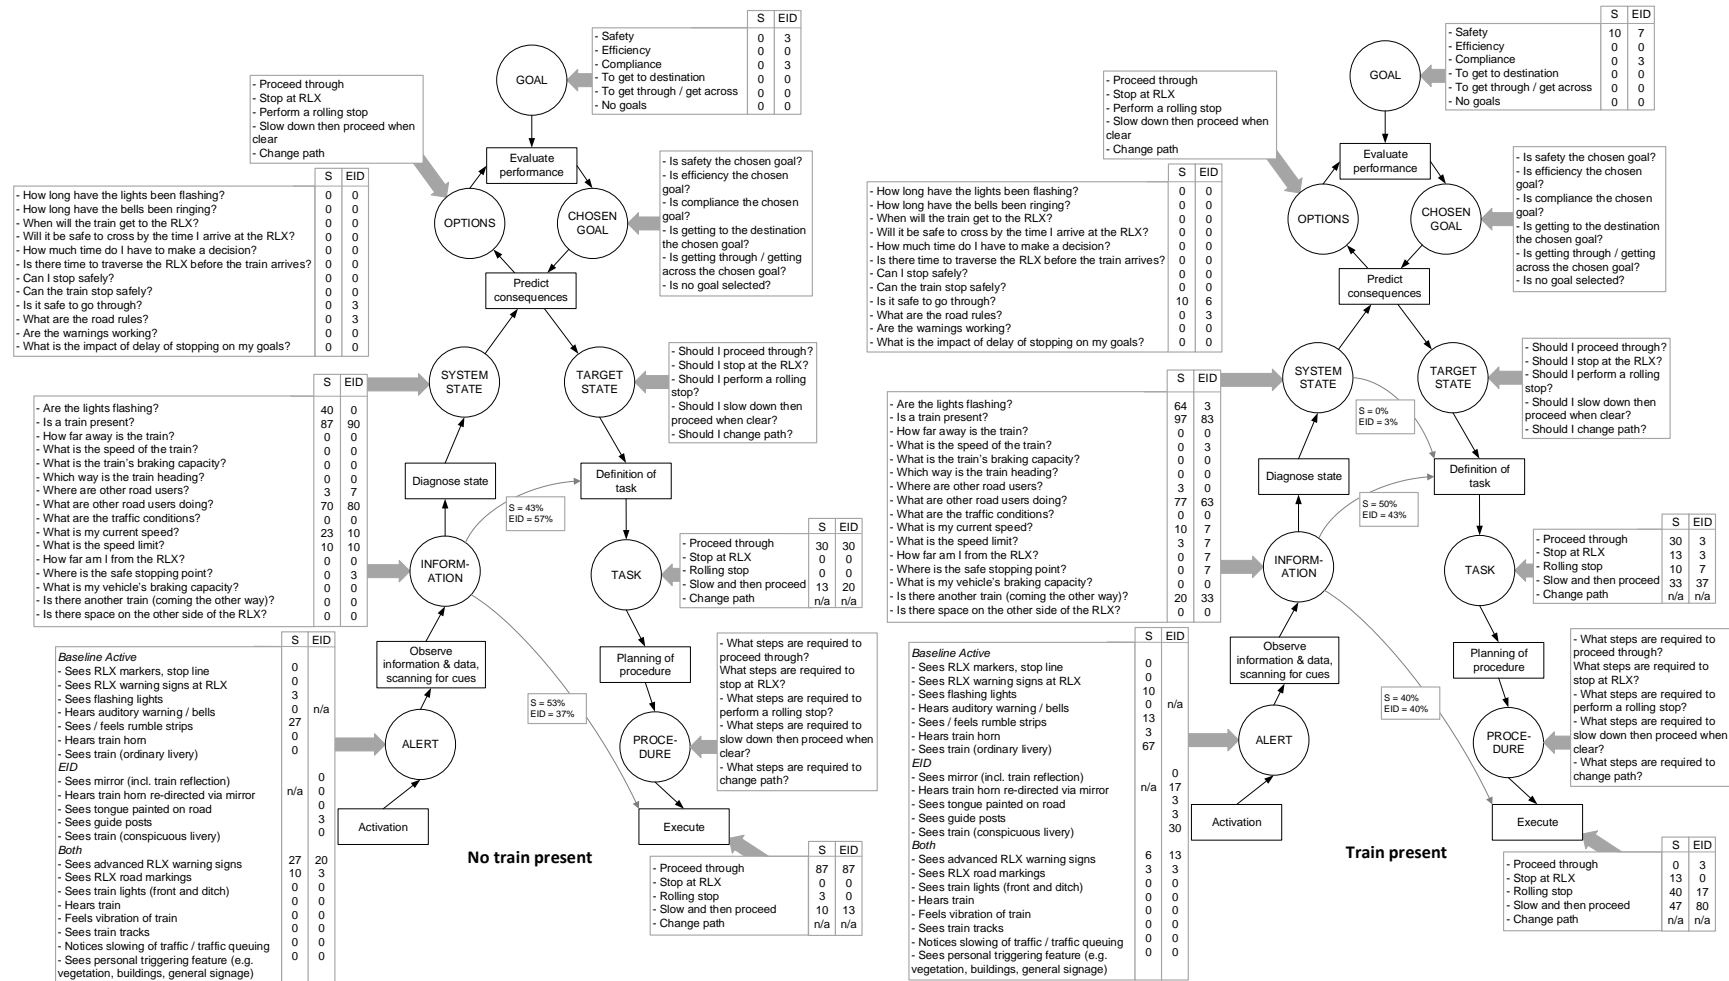 S EID
- Safety 0 3
- Efficiency 0 0
- Compliance 0 3
- To get to destination 0 0
- To get through / get across 0 0
- No goals 0 0
GOAL
- Proceed through
- Stop at RLX
- Perform a rolling stop
- Slow down then proceed when
clear
- Change path
Evaluate
performance
OPTIONS
CHOSEN
GOAL
- Is safety the chosen goal?
- Is efficiency the chosen
goal?
- Is compliance the chosen
goal?
- Is getting to the destination
the chosen goal?
- Is getting through / getting
across the chosen goal?
- Is no goal selected?
S EID
- How long have the lights been flashing? 0 0
- How long have the bells been ringing? 0 0
- When will the train get to the RLX? 0 0
- Will it be safe to cross by the time I arrive at the RLX? 0 0
- How much time do I have to make a decision? 0 0
- Is there time to traverse the RLX before the train arrives? 0 0
- Can I stop safely? 0 0
- Can the train stop safely? 0 0
- Is it safe to go through? 0 3
- What are the road rules? 0 3
- Are the warnings working? 0 0
- What is the impact of delay of stopping on my goals? 0 0
Predict
consequences
SYSTEM
STATE
TARGET
STATE
- Should I proceed through?
- Should I stop at the RLX?
- Should I perform a rolling
stop?
- Should I slow down then
proceed when clear?
- Should I change path?
S EID
- Are the lights flashing? 40 0
- Is a train present? 87 90
- How far away is the train? 0 0
- What is the speed of the train? 0 0
- What is the train's braking capacity? 0 0
- Which way is the train heading? 0 0
- Where are other road users? 3 7
- What are other road users doing? 70 80
- What are the traffic conditions? 0 0
- What is my current speed? 23 10
- What is the speed limit? 10 10
- How far am I from the RLX? 0 0
- Where is the safe stopping point? 0 3
- What is my vehicle's braking capacity? 0 0
- Is there another train (coming the other way)? 0 0
- Is there space on the other side of the RLX? 0 0
Diagnose state
Definition of
task
S = 43%
EID = 57%
INFORM-
ATION
TASK
S EID
- Proceed through 30 30
- Stop at RLX 0 0
- Rolling stop 0 0
- Slow and then proceed 13 20
- Change path n/a n/a
Observe
information & data,
scanning for cues
Planning of
procedure
- What steps are required to
proceed through?
What steps are required to
stop at RLX?
- What steps are required to
perform a rolling stop?
- What steps are required to
slow down then proceed when
clear?
- What steps are required to
change path?
S = 53%
EID = 37%
ALERT
PROCE-
DURE
S EID
Baseline Active
- Sees RLX markers, stop line 0
- Sees RLX warning signs at RLX 0
- Sees flashing lights 3
- Hears auditory warning / bells 0 n/a
- Sees / feels rumble strips 27
- Hears train horn 0
- Sees train (ordinary livery) 0
EID
- Sees mirror (incl. train reflection) 0
- Hears train horn re-directed via mirror n/a 0
- Sees tongue painted on road 0
- Sees guide posts 3
- Sees train (conspicuous livery) 0
Both
- Sees advanced RLX warning signs 27 20
- Sees RLX road markings 10 3
- Sees train lights (front and ditch) 0 0
- Hears train 0 0
- Feels vibration of train 0 0
- Sees train tracks 0 0
- Notices slowing of traffic / traffic queuing 0 0
- Sees personal triggering feature (e.g. 0 0
vegetation, buildings, general signage)
Activation
Execute
No train present
- Proceed through 87 87
- Stop at RLX 0 0
- Rolling stop 3 0
- Slow and then proceed 10 13
- Change path n/a n/a
S EID
- Safety 10 7
- Efficiency 0 0
- Compliance 0 3
- To get to destination 0 0
- To get through / get across 0 0
- No goals 0 0
GOAL
- Proceed through
- Stop at RLX
- Perform a rolling stop
- Slow down then proceed when
clear
- Change path
Evaluate
performance
OPTIONS
CHOSEN
GOAL
- Is safety the chosen goal?
- Is efficiency the chosen
goal?
- Is compliance the chosen
goal?
- Is getting to the destination
the chosen goal?
- Is getting through / getting
across the chosen goal?
- Is no goal selected?
S EID
- How long have the lights been flashing? 0 0
- How long have the bells been ringing? 0 0
- When will the train get to the RLX? 0 0
- Will it be safe to cross by the time I arrive at the RLX? 0 0
- How much time do I have to make a decision? 0 0
- Is there time to traverse the RLX before the train arrives? 0 0
- Can I stop safely? 0 0
- Can the train stop safely? 0 0
- Is it safe to go through? 10 6
- What are the road rules? 0 3
- Are the warnings working? 0 0
- What is the impact of delay of stopping on my goals? 0 0
Predict
consequences
SYSTEM
STATE
TARGET
STATE
- Should I proceed through?
- Should I stop at the RLX?
- Should I perform a rolling
stop?
- Should I slow down then
proceed when clear?
- Should I change path?
S = 0%
EID = 3%
S EID
- Are the lights flashing? 64 3
- Is a train present? 97 83
- How far away is the train? 0 0
- What is the speed of the train? 0 3
- What is the train's braking capacity? 0 0
- Which way is the train heading? 0 0
- Where are other road users? 3 0
- What are other road users doing? 77 63
- What are the traffic conditions? 0 0
- What is my current speed? 10 7
- What is the speed limit? 3 7
- How far am I from the RLX? 0 7
- Where is the safe stopping point? 0 7
- What is my vehicle's braking capacity? 0 0
- Is there another train (coming the other way)? 20 33
- Is there space on the other side of the RLX? 0 0
Diagnose state
Definition of
task
S = 50%
EID = 43%
INFORM-
ATION
TASK
S EID
- Proceed through 30 3
- Stop at RLX 13 3
- Rolling stop 10 7
- Slow and then proceed 33 37
- Change path n/a n/a
Observe
information & data,
scanning for cues
Planning of
procedure
- What steps are required to
proceed through?
What steps are required to
stop at RLX?
- What steps are required to
perform a rolling stop?
- What steps are required to
slow down then proceed when
clear?
- What steps are required to
change path?
S = 40%
EID = 40%
ALERT
PROCE-
DURE
S EID
Baseline Active
- Sees RLX markers, stop line 0
- Sees RLX warning signs at RLX 0
- Sees flashing lights 10
- Hears auditory warning / bells 0 n/a
- Sees / feels rumble strips 13
- Hears train horn 3
- Sees train (ordinary livery) 67
EID
- Sees mirror (incl. train reflection) 0
- Hears train horn re-directed via mirror n/a 17
- Sees tongue painted on road 3
- Sees guide posts 3
- Sees train (conspicuous livery) 30
Both
- Sees advanced RLX warning signs 6 13
- Sees RLX road markings 3 3
- Sees train lights (front and ditch) 0 0
- Hears train 0 0
- Feels vibration of train 0 0
- Sees train tracks 0 0
- Notices slowing of traffic / traffic queuing 0 0
- Sees personal triggering feature (e.g. 0 0
vegetation, buildings, general signage)
Activation
Execute
Train present
- Proceed through 0 3
- Stop at RLX 13 0
- Rolling stop 40 17
- Slow and then proceed 47 80
- Change path n/a n/a